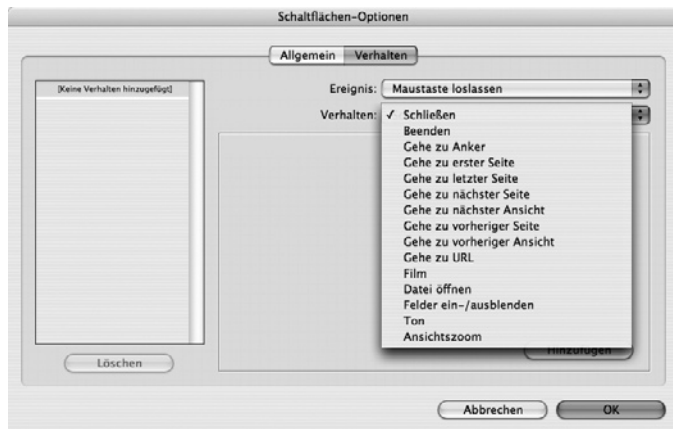 Schaltflächen-Optionen
Allgemein Verhalten
[Keine Verhalten hinzugefügt]
Ereignis: Maustaste loslassen
Verhalten: ✓ Schließen
Beenden
Gehe zu Anker
Gehe zu erster Seite
Gehe zu letzter Seite
Gehe zu nächster Seite
Gehe zu nächster Ansicht
Gehe zu vorheriger Seite
Gehe zu vorheriger Ansicht
Gehe zu URL
Film
Datei öffnen
Felder ein-/ausblenden
Ton
Ansichtszoom
Hinzufügen
Löschen
Abbrechen OK